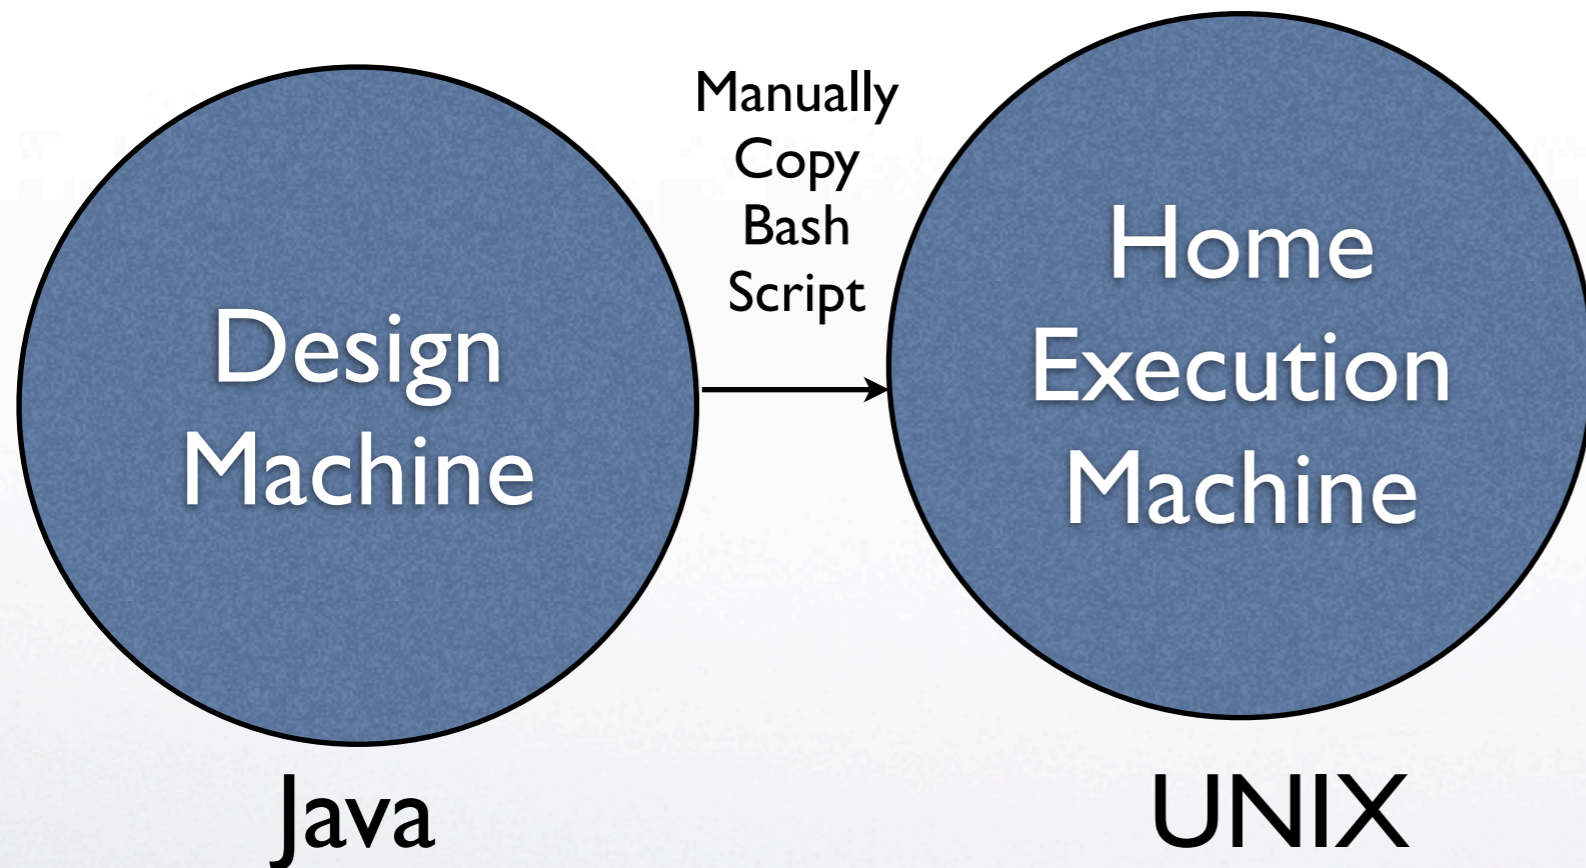 Design
Machine
Java
Manually
Copy
Bash
Script
Home
Execution
Machine
UNIX